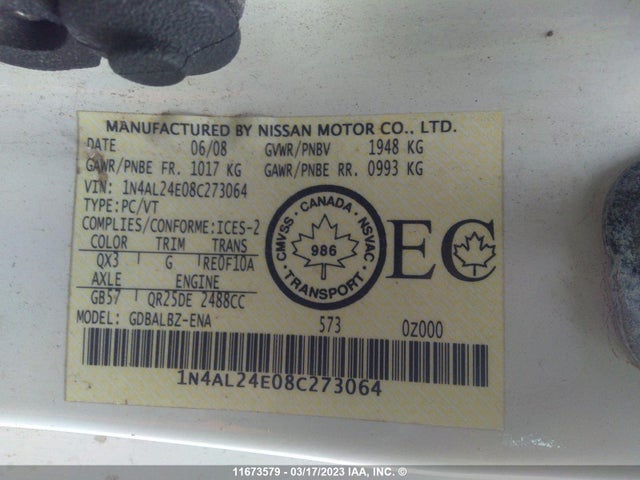 MANUFACTURED BY NISSAN MOTOR CO., LTD.
DATE 06/08 GVWR/PNBV 1948 KG
GAWR/PNBE FR. 1017 KG GAWR/PNBE RR. 0993 KG
VIN: 1N4AL24E08C273064
TYPE:PC/VT
COMPLIES/CONFORME:ICES-2
COLOR TRIM TRANS
QX3 G RE0F10A
AXLE ENGINE
GB57 QR25DE 2488CC
MODEL: GDBALBZ-ENA 573 0Z000
CMVSS · CANADA · NSVAC
986
TRANSPORT
EC
1N4AL24E08C273064
11673579 - 03/17/2023 IAA, INC. ©